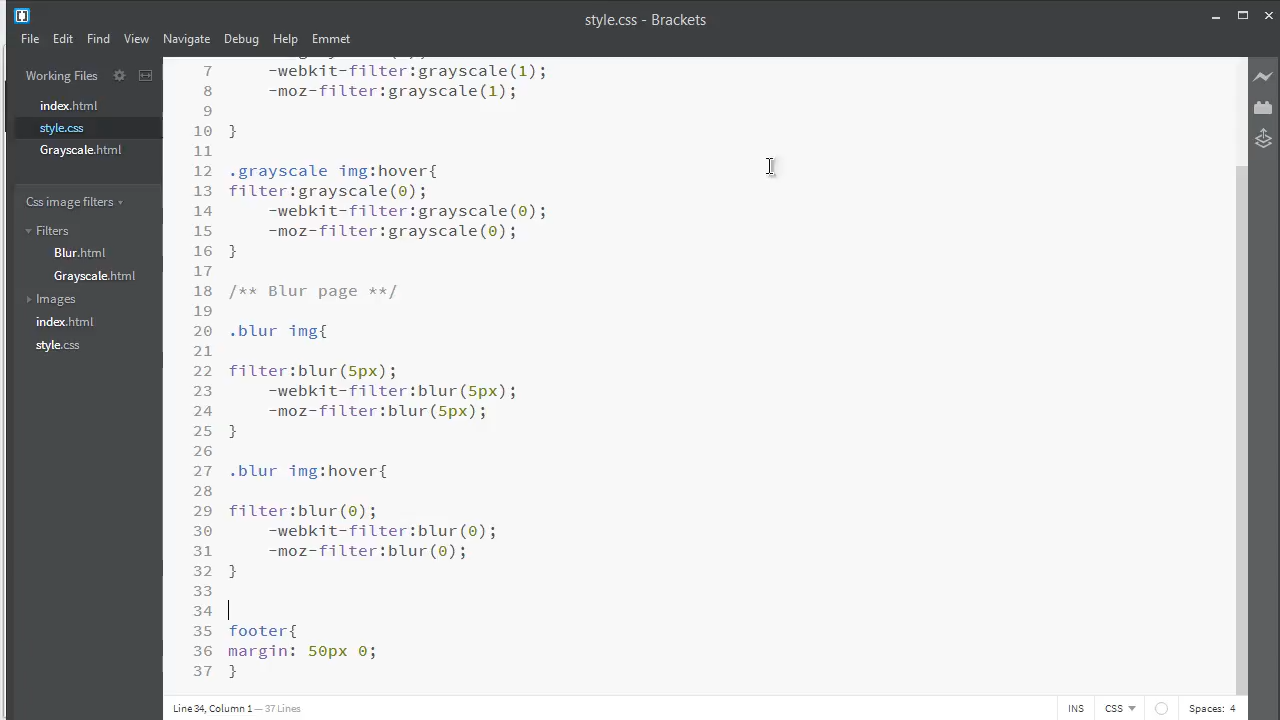 style.css - Brackets
File Edit Find View Navigate Debug Help Emmet
Working Files
index.html
style.css
Grayscale.html
Css image filters
Filters
Blur.html
Grayscale.html
Images
index.html
style.css
7 -webkit-filter:grayscale(1);
8 -moz-filter:grayscale(1);
9
10 }
11
12 .grayscale img:hover{
13 filter:grayscale(0);
14 -webkit-filter:grayscale(0);
15 -moz-filter:grayscale(0);
16 }
17
18 /** Blur page **/
19
20 .blur img{
21
22 filter:blur(5px);
23 -webkit-filter:blur(5px);
24 -moz-filter:blur(5px);
25 }
26
27 .blur img:hover{
28
29 filter:blur(0);
30 -webkit-filter:blur(0);
31 -moz-filter:blur(0);
32 }
33
34
35 footer{
36 margin: 50px 0;
37 }
Line 34, Column 1 — 37 Lines
INS CSS Spaces: 4